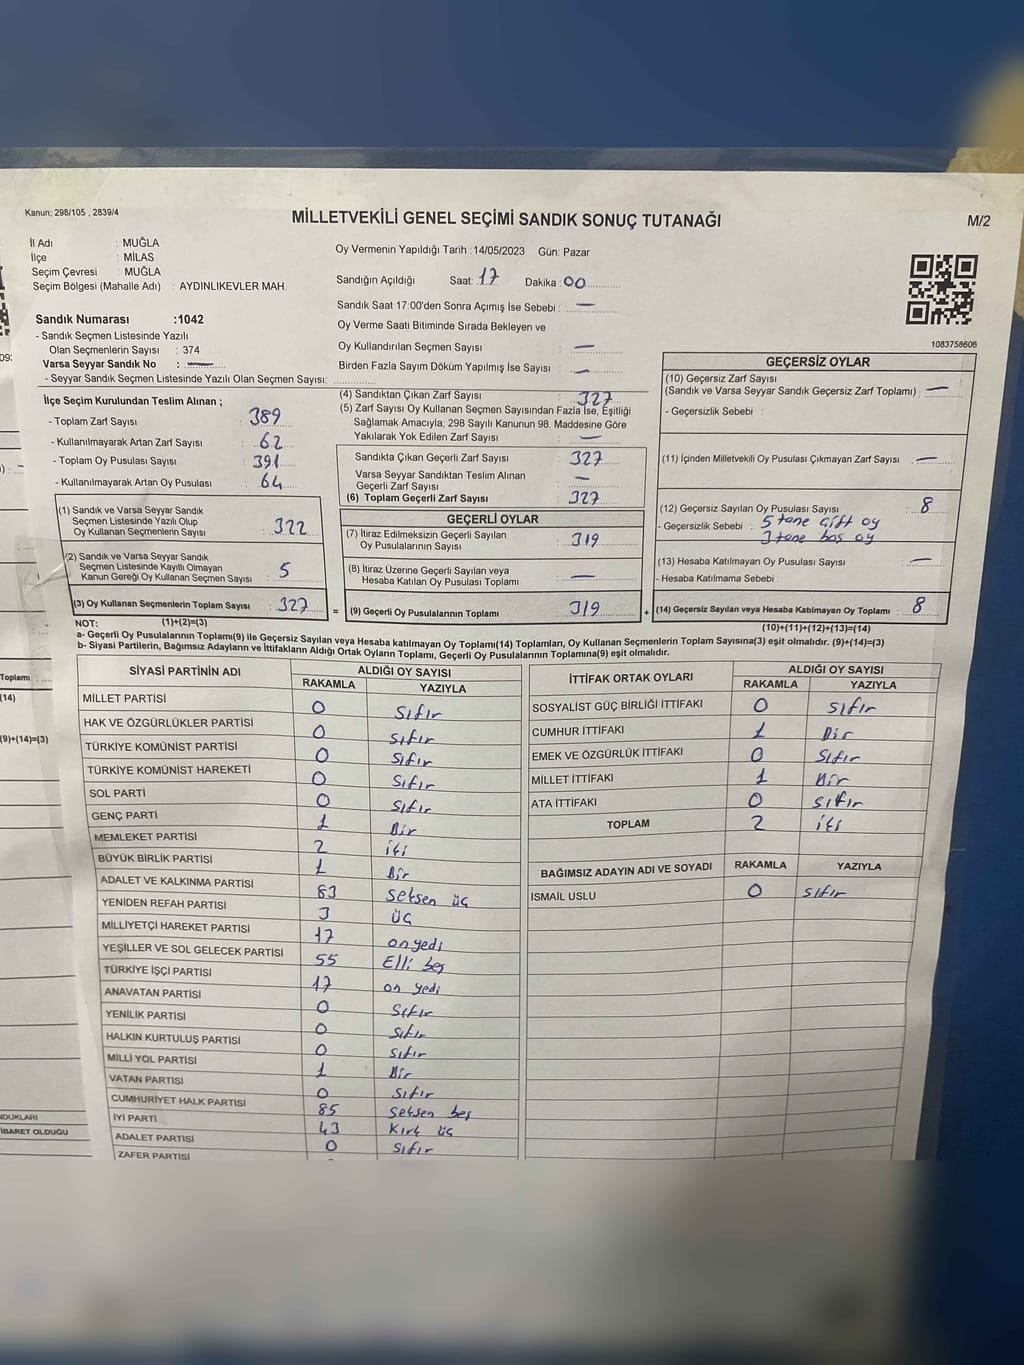 Kanun; 298/105 , 2839/4
MİLLETVEKİLİ GENEL SEÇİMİ SANDIK SONUÇ TUTANAĞI
M/2
İl Adı : MUĞLA
İlçe : MİLAS
Seçim Çevresi : MUĞLA
Seçim Bölgesi (Mahalle Adı) : AYDINLIKEVLER MAH.
Sandık Numarası :1042
- Sandık Seçmen Listesinde Yazılı
Olan Seçmenlerin Sayısı : 374
Varsa Seyyar Sandık No : —
- Seyyar Sandık Seçmen Listesinde Yazılı Olan Seçmen Sayısı:
Oy Vermenin Yapıldığı Tarih :14/05/2023 Gün: Pazar
Sandığın Açıldığı Saat: 17 Dakika : 00
Sandık Saat 17:00'den Sonra Açımış İse Sebebi : —
Oy Verme Saati Bitiminde Sırada Bekleyen ve
Oy Kullandırılan Seçmen Sayısı : —
Birden Fazla Sayım Döküm Yapılmış İse Sayısı : —
1083758606
İlçe Seçim Kurulundan Teslim Alınan ;
- Toplam Zarf Sayısı : 389
- Kullanılmayarak Artan Zarf Sayısı : 62
- Toplam Oy Pusulası Sayısı : 391
- Kullanılmayarak Artan Oy Pusulası : 64
(1) Sandık ve Varsa Seyyar Sandık
Seçmen Listesinde Yazılı Olup
Oy Kullanan Seçmenlerin Sayısı : 322
(2) Sandık ve Varsa Seyyar Sandık
Seçmen Listesinde Kayıtlı Olmayan
Kanun Gereği Oy Kullanan Seçmen Sayısı : 5
(3) Oy Kullanan Seçmenlerin Toplam Sayısı : 327
(1)+(2)=(3)
(4) Sandıktan Çıkan Zarf Sayısı : 327
(5) Zarf Sayısı Oy Kullanan Seçmen Sayısından Fazla İse, Eşitliği
Sağlamak Amacıyla; 298 Sayılı Kanunun 98. Maddesine Göre
Yakılarak Yok Edilen Zarf Sayısı : —
Sandıkta Çıkan Geçerli Zarf Sayısı : 327
Varsa Seyyar Sandıktan Teslim Alınan
Geçerli Zarf Sayısı : —
(6) Toplam Geçerli Zarf Sayısı : 327
GEÇERLİ OYLAR
(7) İtiraz Edilmeksizin Geçerli Sayılan
Oy Pusulalarının Sayısı : 319
(8) İtiraz Üzerine Geçerli Sayılan veya
Hesaba Katılan Oy Pusulası Toplamı : —
= (9) Geçerli Oy Pusulalarının Toplamı : 319 +
GEÇERSİZ OYLAR
(10) Geçersiz Zarf Sayısı
(Sandık ve Varsa Seyyar Sandık Geçersiz Zarf Toplamı) : —
- Geçersizlik Sebebi :
(11) İçinden Milletvekili Oy Pusulası Çıkmayan Zarf Sayısı : —
(12) Geçersiz Sayılan Oy Pusulası Sayısı : 8
- Geçersizlik Sebebi : 5 tane çift oy
3 tane boş oy
(13) Hesaba Katılmayan Oy Pusulası Sayısı : —
- Hesaba Katılmama Sebebi :
(14) Geçersiz Sayılan veya Hesaba Katılmayan Oy Toplamı : 8
(10)+(11)+(12)+(13)=(14)
NOT:
a- Geçerli Oy Pusulalarının Toplamı(9) ile Geçersiz Sayılan veya Hesaba katılmayan Oy Toplamı(14) Toplamları, Oy Kullanan Seçmenlerin Toplam Sayısına(3) eşit olmalıdır. (9)+(14)=(3)
b- Siyasi Partilerin, Bağımsız Adayların ve İttifakların Aldığı Ortak Oyların Toplamı, Geçerli Oy Pusulalarının Toplamına(9) eşit olmalıdır.
SİYASİ PARTİNİN ADI ALDIĞI OY SAYISI
RAKAMLA YAZIYLA
MİLLET PARTİSİ 0 sıfır
HAK VE ÖZGÜRLÜKLER PARTİSİ 0 sıfır
TÜRKİYE KOMÜNİST PARTİSİ 0 sıfır
TÜRKİYE KOMÜNİST HAREKETİ 0 sıfır
SOL PARTİ 0 sıfır
GENÇ PARTİ 1 Bir
MEMLEKET PARTİSİ 2 iki
BÜYÜK BİRLİK PARTİSİ 1 Bir
ADALET VE KALKINMA PARTİSİ 83 seksen üç
YENİDEN REFAH PARTİSİ 3 üç
MİLLİYETÇİ HAREKET PARTİSİ 17 on yedi
YEŞİLLER VE SOL GELECEK PARTİSİ 55 Elli beş
TÜRKİYE İŞÇİ PARTİSİ 17 on yedi
ANAVATAN PARTİSİ 0 sıfır
YENİLİK PARTİSİ 0 sıfır
HALKIN KURTULUŞ PARTİSİ 0 sıfır
MİLLİ YOL PARTİSİ 1 Bir
VATAN PARTİSİ 0 sıfır
CUMHURİYET HALK PARTİSİ 85 seksen beş
İYİ PARTİ 43 Kırk üç
ADALET PARTİSİ 0 sıfır
ZAFER PARTİSİ
İTTİFAK ORTAK OYLARI ALDIĞI OY SAYISI
RAKAMLA YAZIYLA
SOSYALİST GÜÇ BİRLİĞİ İTTİFAKI 0 sıfır
CUMHUR İTTİFAKI 1 Bir
EMEK VE ÖZGÜRLÜK İTTİFAKI 0 sıfır
MİLLET İTTİFAKI 1 Bir
ATA İTTİFAKI 0 sıfır
TOPLAM 2 iki
BAĞIMSIZ ADAYIN ADI VE SOYADI RAKAMLA YAZIYLA
İSMAİL USLU 0 sıfır
Toplamı :
(14)
(9)+(14)=(3)
İBARET OLDUĞU